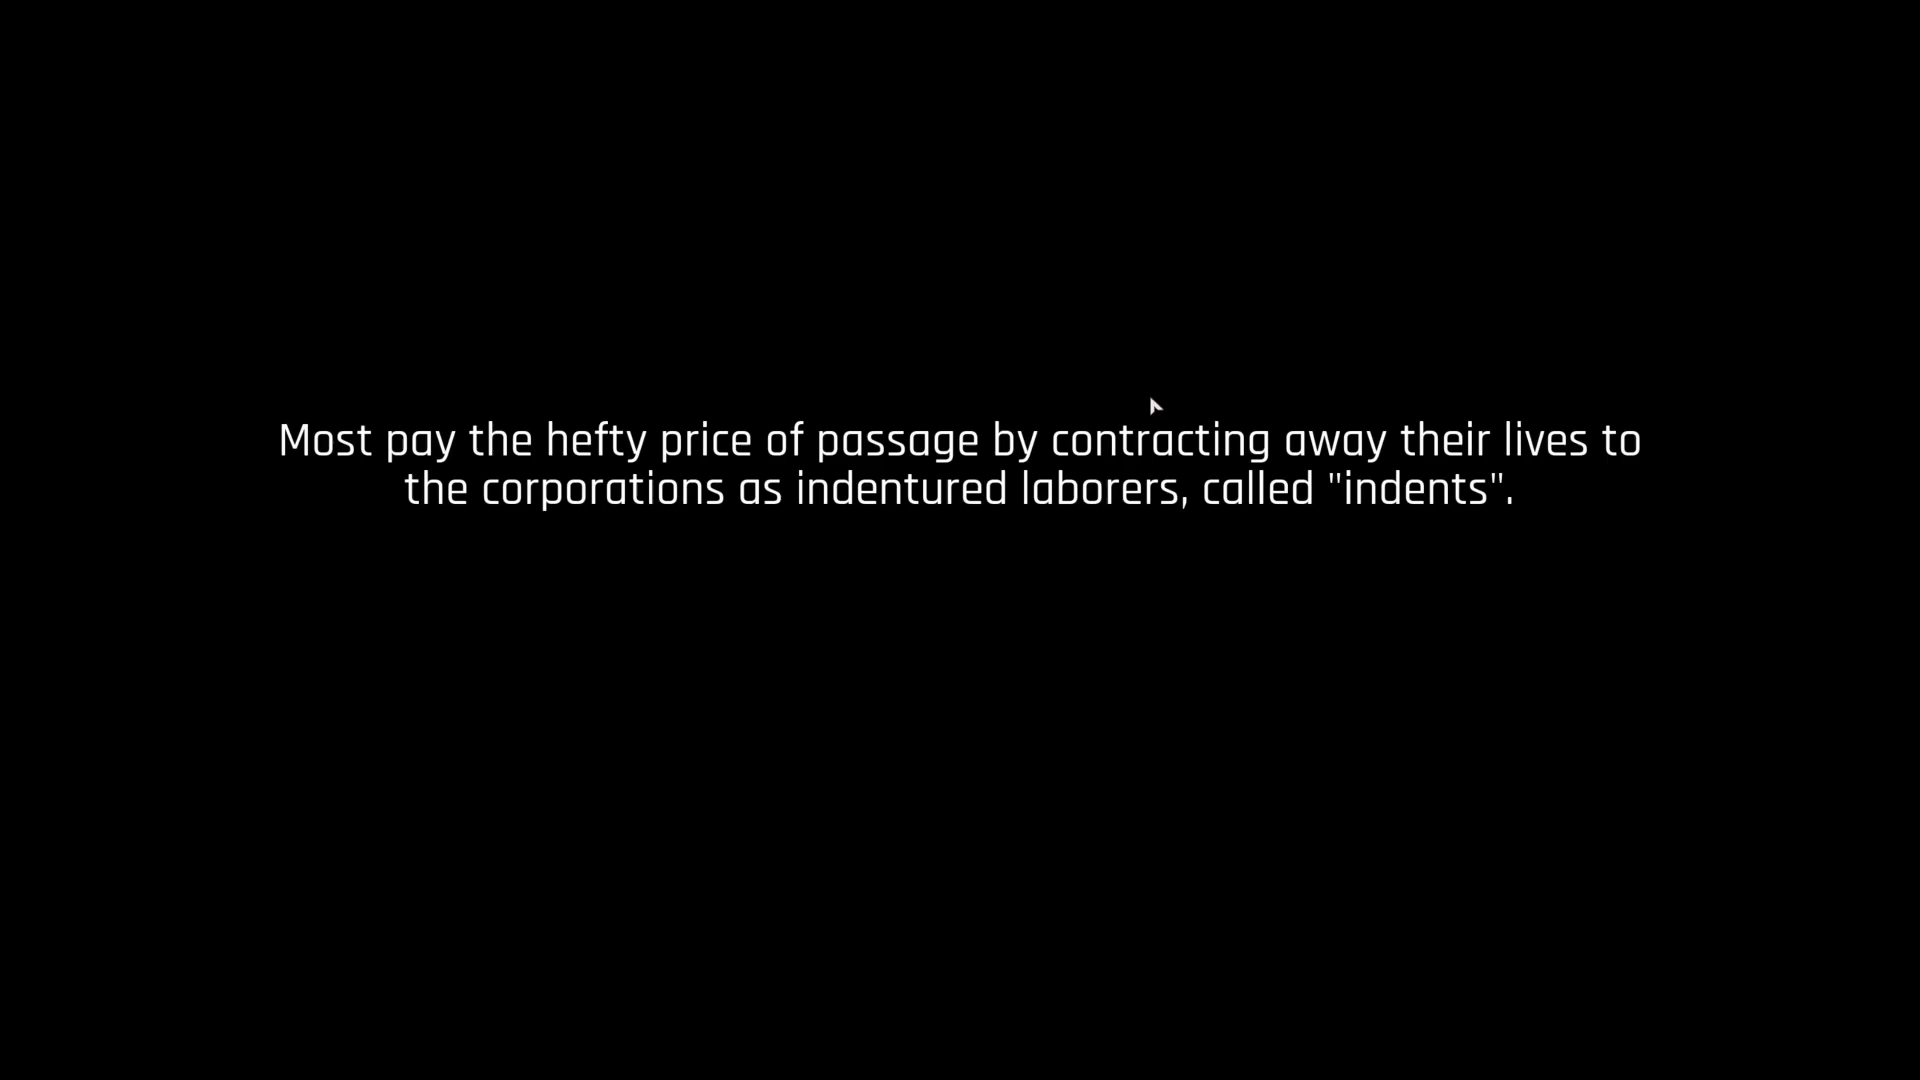 Most pay the hefty price of passage by contracting away their lives to
the corporations as indentured laborers, called "indents".